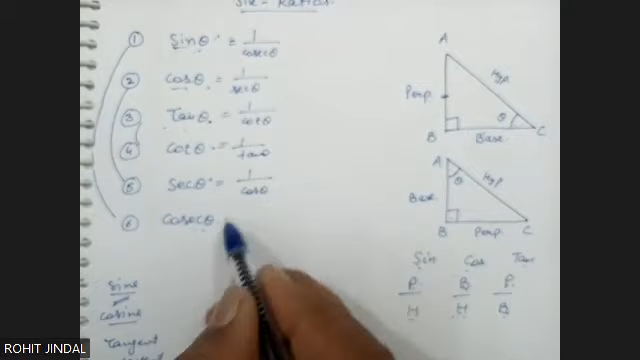 Six-Ratios
① Sinθ = 1/cosecθ
② Cosθ = 1/secθ
③ Tanθ = 1/cotθ
④ Cotθ = 1/tanθ
⑤ Secθ = 1/cosθ
⑥ Cosecθ
Sine
Cosine
Tangent
A
Hyp
Perp.
θ
B
Base
C
A
θ
Hyp
Base
B
Perp.
C
Sin Cos Tan
P/H B/H P/B
ROHIT JINDAL